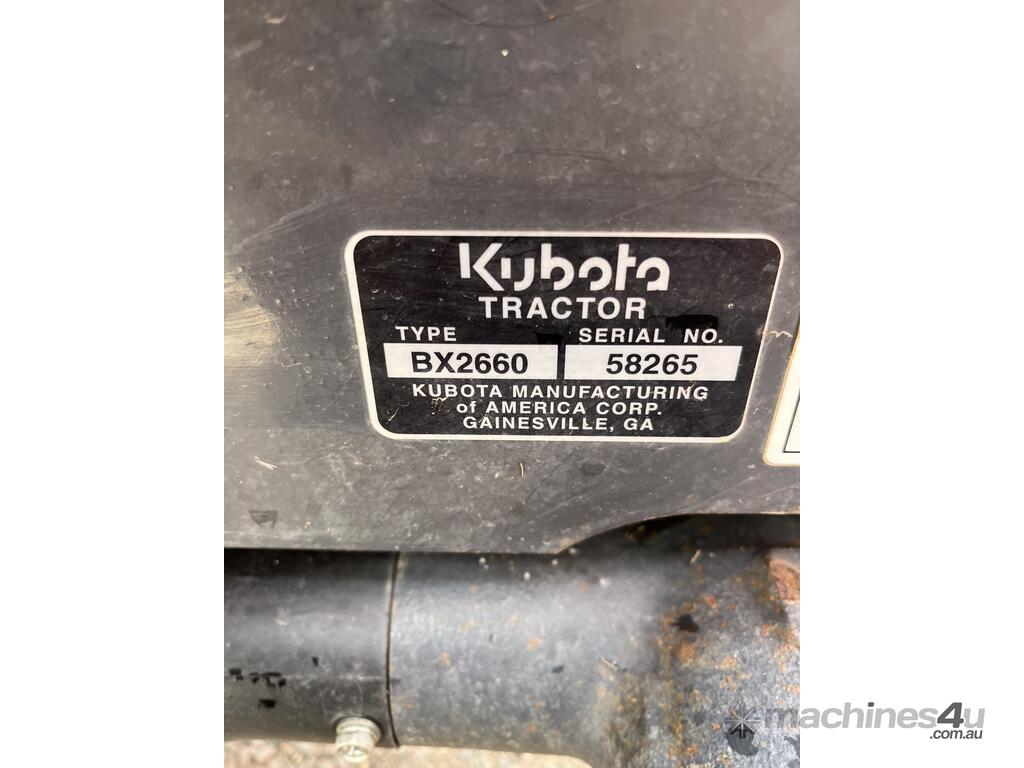 Kubota
TRACTOR
TYPE SERIAL NO.
BX2660 58265
KUBOTA MANUFACTURING
of AMERICA CORP.
GAINESVILLE, GA
machines4u
.com.au